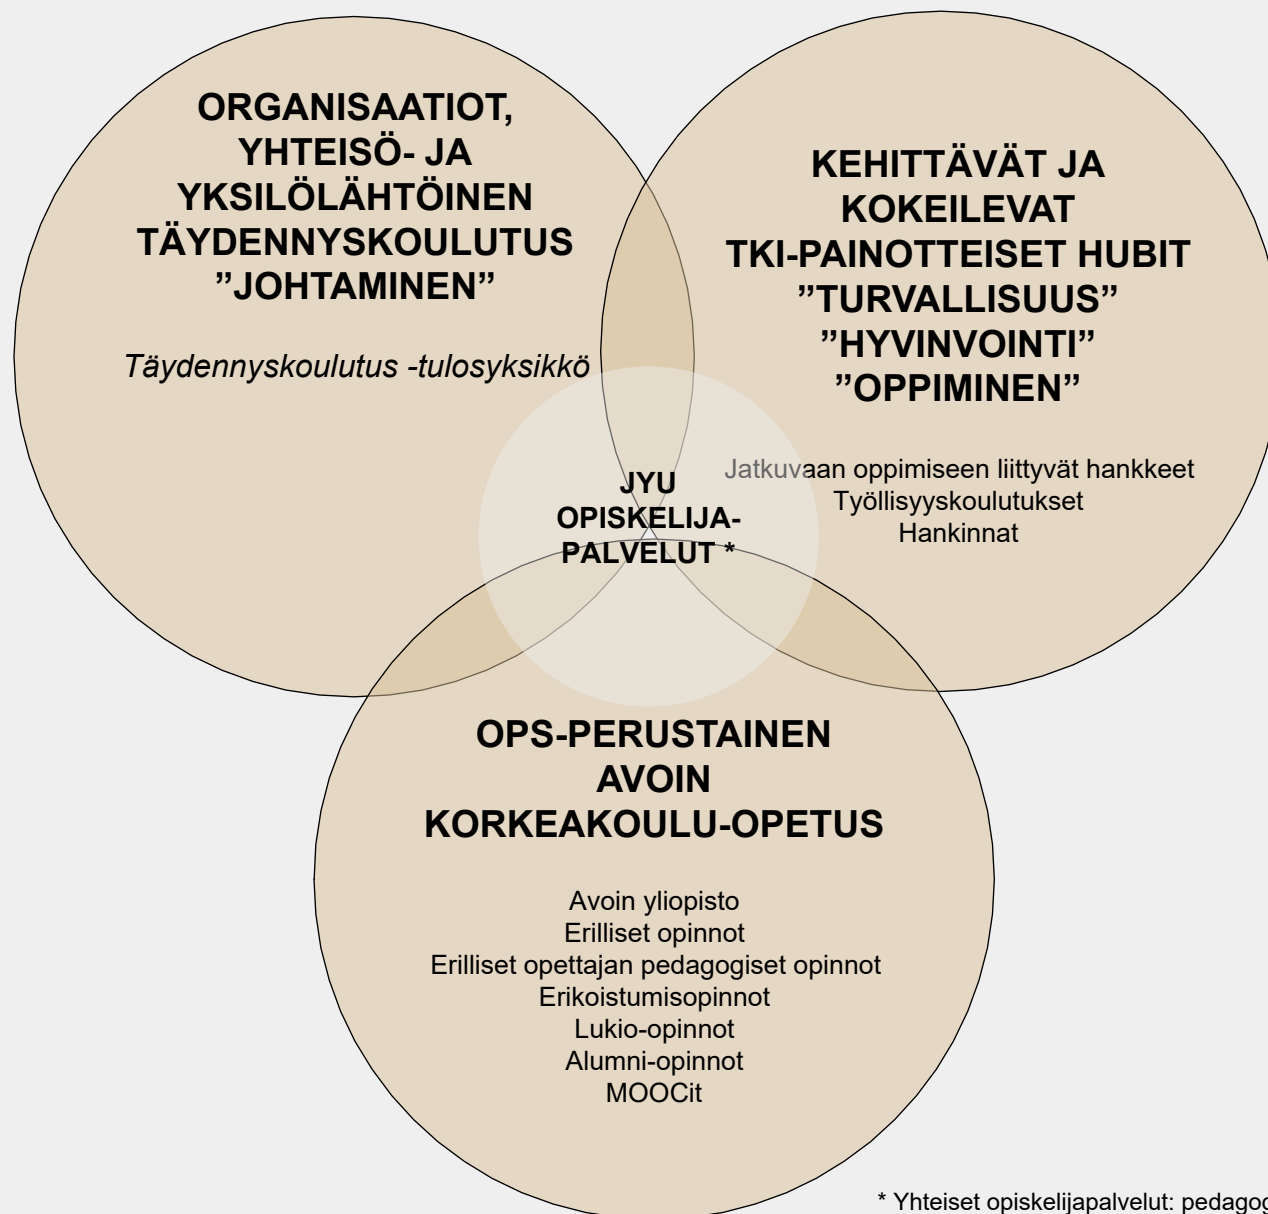 ORGANISAATIOT,
YHTEISÖ- JA
YKSILÖLÄHTÖINEN
TÄYDENNYSKOULUTUS
”JOHTAMINEN”
Täydennyskoulutus -tulosyksikkö
KEHITTÄVÄT JA
KOKEILEVAT
TKI-PAINOTTEISET HUBIT
”TURVALLISUUS”
”HYVINVOINTI”
”OPPIMINEN”
Jatkuvaan oppimiseen liittyvät hankkeet
Työllisyyskoulutukset
Hankinnat
JYU
OPISKELIJA-
PALVELUT *
OPS-PERUSTAINEN
AVOIN
KORKEAKOULU-OPETUS
Avoin yliopisto
Erilliset opinnot
Erilliset opettajan pedagogiset opinnot
Erikoistumisopinnot
Lukio-opinnot
Alumni-opinnot
MOOCit
* Yhteiset opiskelijapalvelut: pedagog